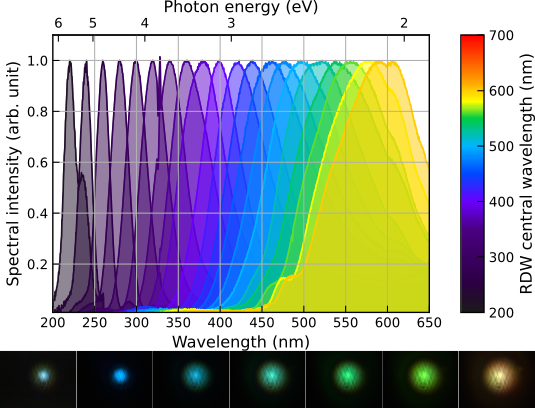 Photon energy (eV)
6 5 4 3 2
Spectral intensity (arb. unit)
1.0
0.8
0.6
0.4
0.2
200 250 300 350 400 450 500 550 600 650
Wavelength (nm)
700
600
500
400
300
200
RDW central wavelength (nm)